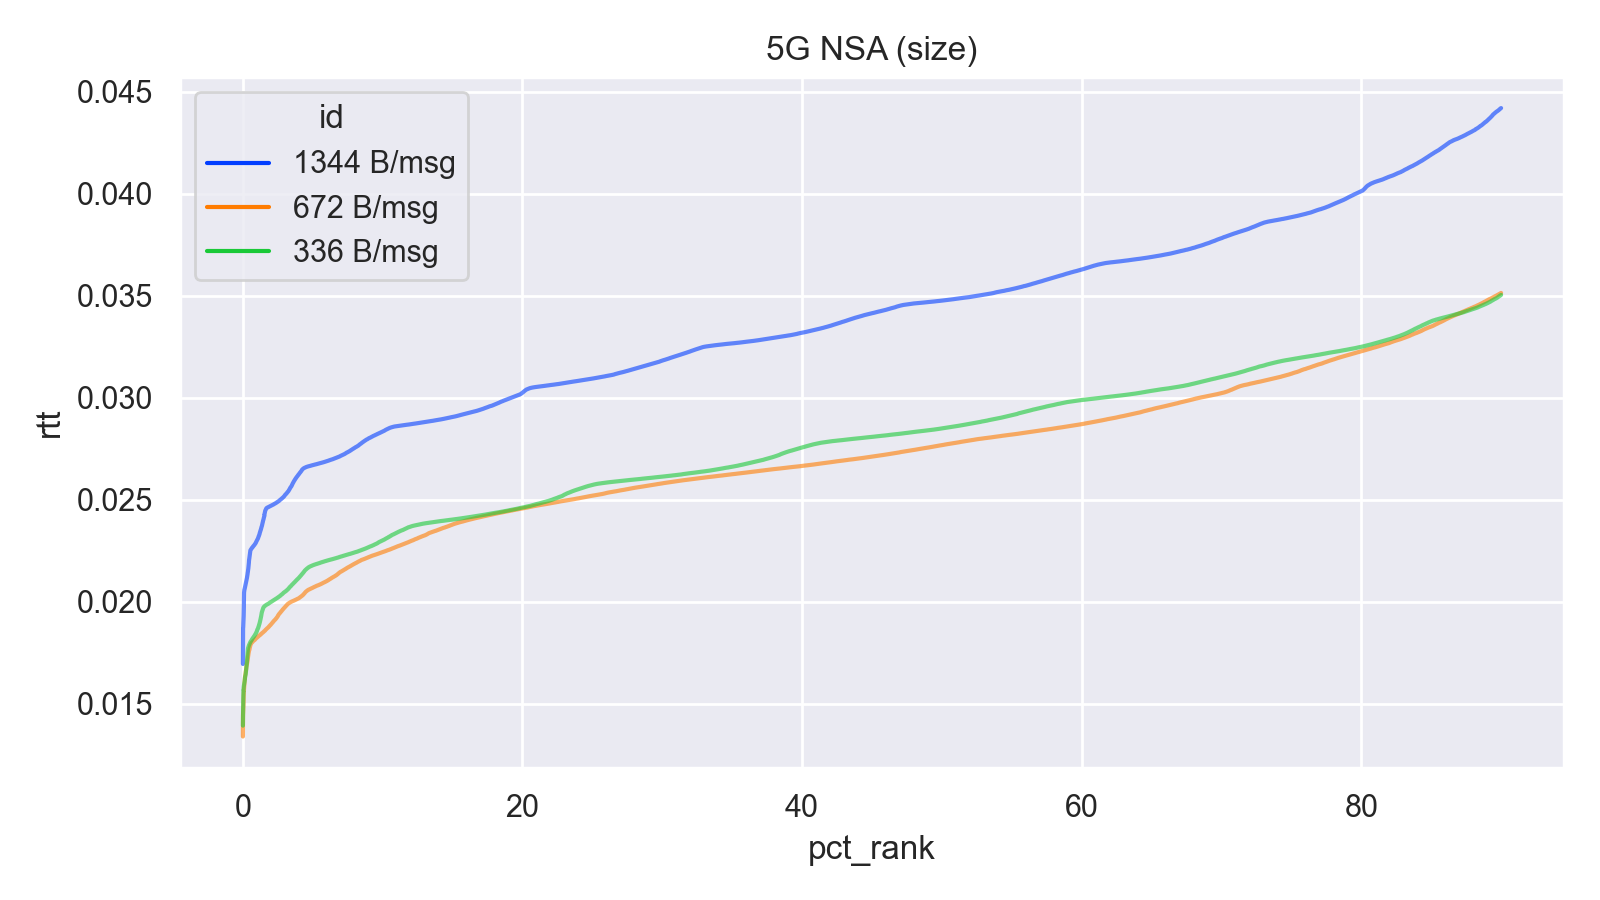 5G NSA (size)
id
1344 B/msg
672 B/msg
336 B/msg
0.045
0.040
0.035
0.030
0.025
0.020
0.015
rtt
0 20 40 60 80
pct_rank